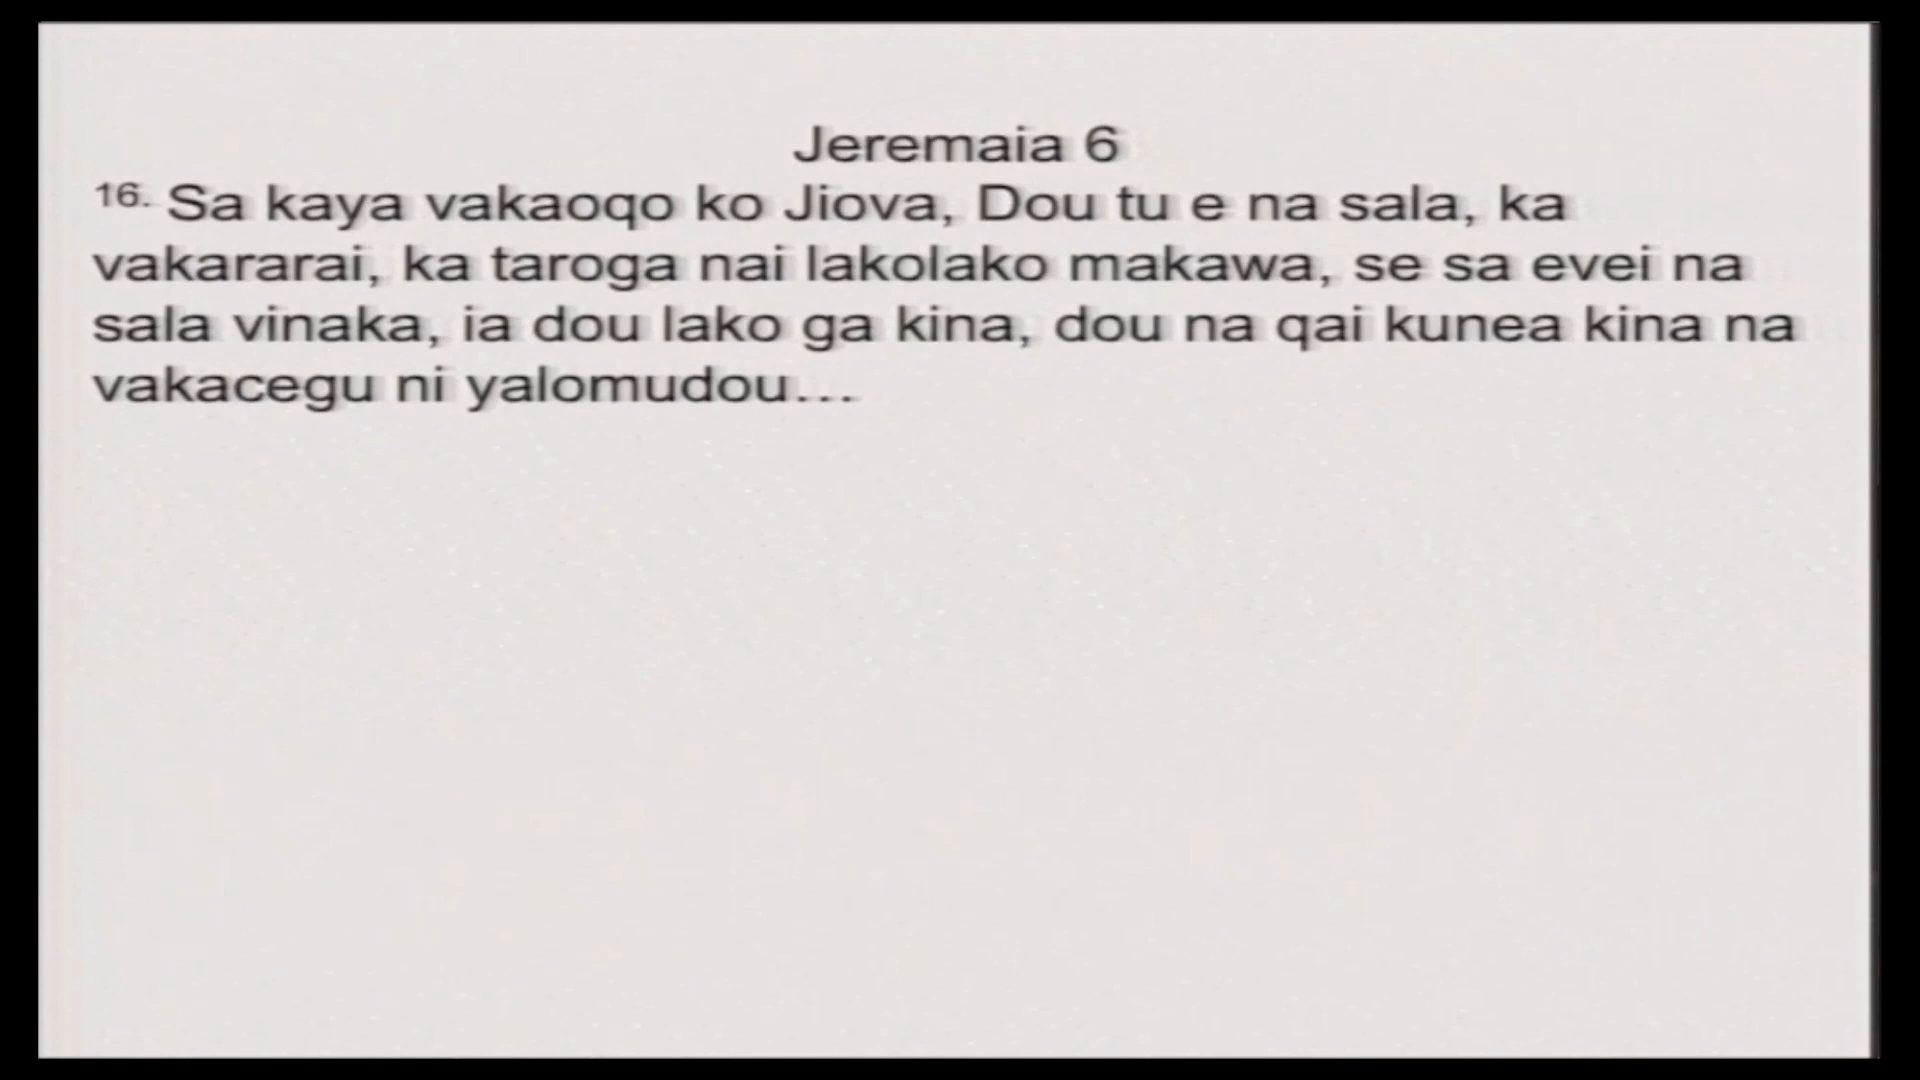 Jeremaia 6
16. Sa kaya vakaoqo ko Jiova, Dou tu e na sala, ka
vakararai, ka taroga nai lakolako makawa, se sa evei na
sala vinaka, ia dou lako ga kina, dou na qai kunea kina na
vakacegu ni yalomudou...